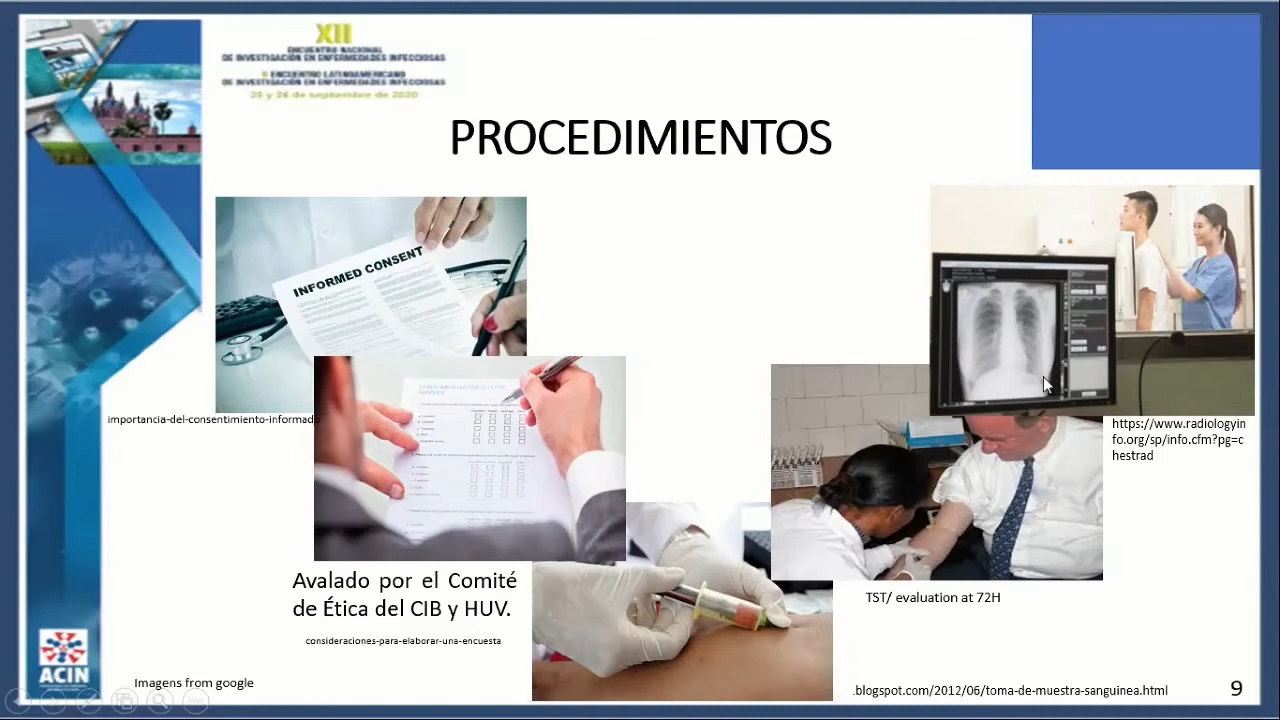 XII
ENCUENTRO NACIONAL
DE INVESTIGACIÓN EN ENFERMEDADES INFECCIOSAS
II ENCUENTRO LATINOAMERICANO
DE INVESTIGACIÓN EN ENFERMEDADES INFECCIOSAS
25 y 26 de septiembre de 2020
PROCEDIMIENTOS
INFORMED CONSENT
importancia-del-consentimiento-informado
https://www.radiologyin
fo.org/sp/info.cfm?pg=c
hestrad
Avalado por el Comité
de Ética del CIB y HUV.
TST/ evaluation at 72H
consideraciones-para-elaborar-una-encuesta
ACIN
Imagens from google
.blogspot.com/2012/06/toma-de-muestra-sanguinea.html
9